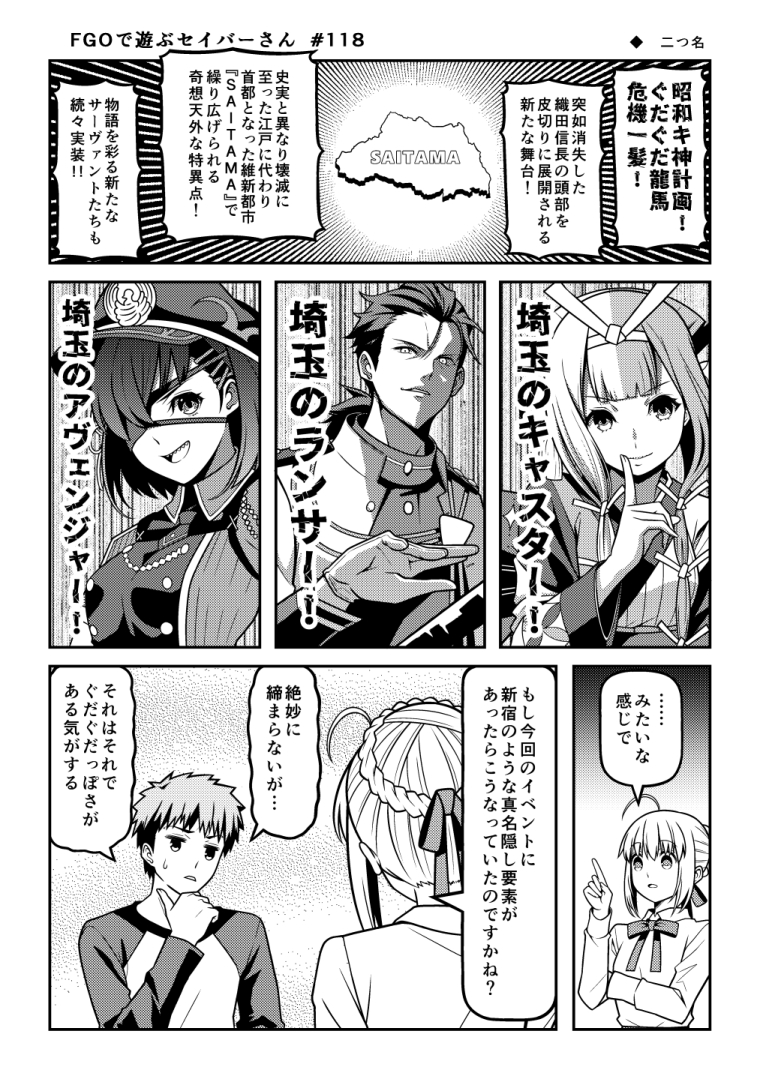 FGOで遊ぶセイバーさん #118
◆ 二つ名
昭和キ神計画!
ぐだぐだ龍馬
危機一髪!
突如消失した
織田信長の頭部を
皮切りに展開される
新たな舞台!
SAITAMA
史実と異なり壊滅に
至った江戸に代わり
首都となった維新都市
『SAITAMA』で
繰り広げられる
奇想天外な特異点!
物語を彩る新たな
サーヴァントたちも
続々実装!!
埼玉のキャスター!
埼玉のランサー!
埼玉のアヴェンジャー!
……
みたいな
感じで
もし今回のイベントに
新宿のような真名隠し要素が
あったらこうなっていたのですかね?
絶妙に
締まらないが…
それはそれで
ぐだぐだっぽさが
ある気がする